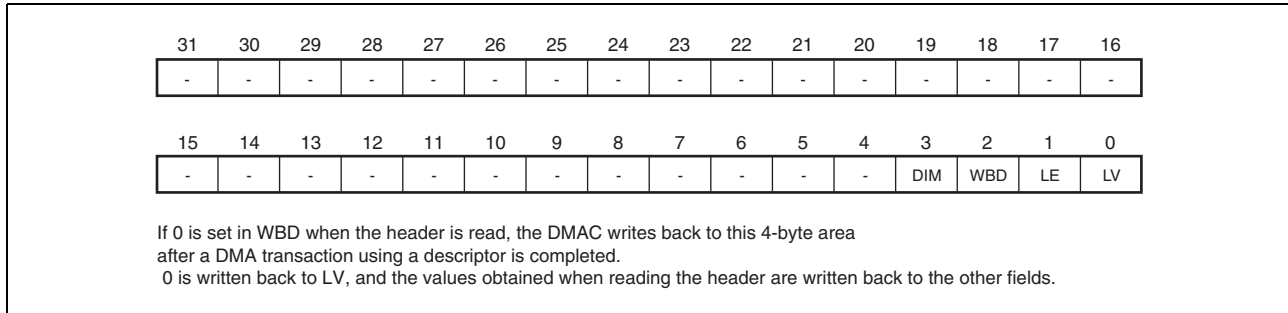 31 30 29 28 27 26 25 24 23 22 21 20 19 18 17 16
- - - - - - - - - - - - - - - -
15 14 13 12 11 10 9 8 7 6 5 4 3 2 1 0
- - - - - - - - - - - - DIM WBD LE LV
If 0 is set in WBD when the header is read, the DMAC writes back to this 4-byte area
after a DMA transaction using a descriptor is completed.
0 is written back to LV, and the values obtained when reading the header are written back to the other fields.